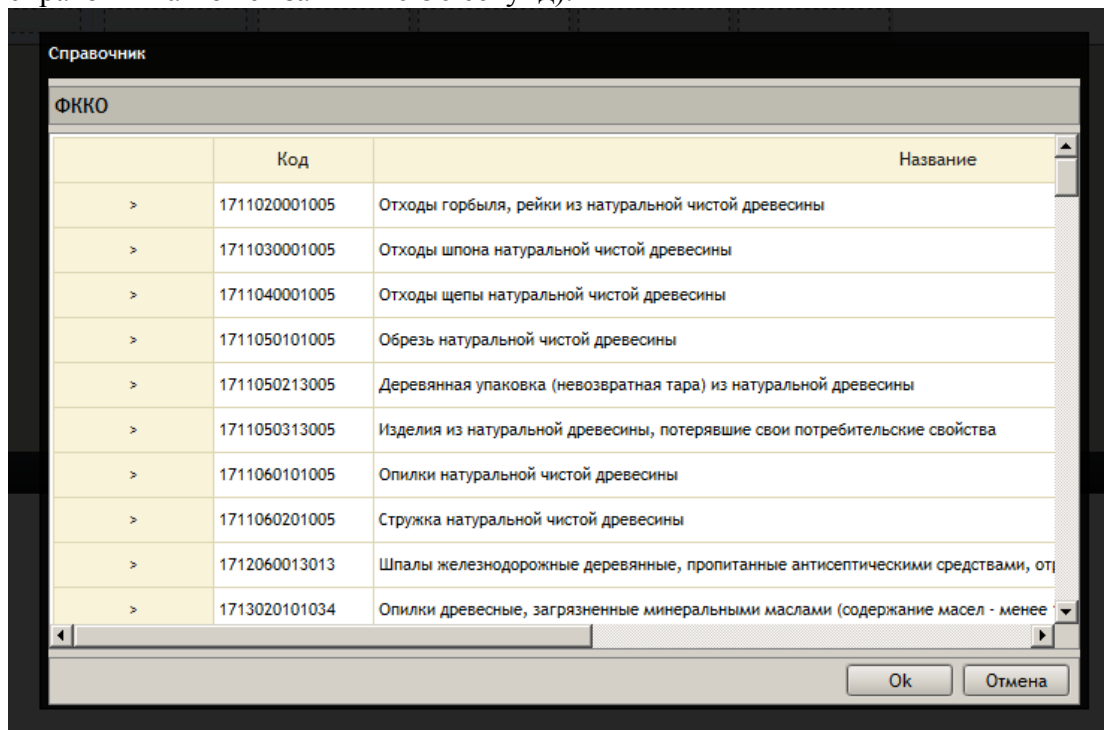 Справочник
ФККО
Код Название
> 1711020001005 Отходы горбыля, рейки из натуральной чистой древесины
> 1711030001005 Отходы шпона натуральной чистой древесины
> 1711040001005 Отходы щепы натуральной чистой древесины
> 1711050101005 Обрезь натуральной чистой древесины
> 1711050213005 Деревянная упаковка (невозвратная тара) из натуральной древесины
> 1711050313005 Изделия из натуральной древесины, потерявшие свои потребительские свойства
> 1711060101005 Опилки натуральной чистой древесины
> 1711060201005 Стружка натуральной чистой древесины
> 1712060013013 Шпалы железнодорожные деревянные, пропитанные антисептическими средствами,
> 1713020101034 Опилки древесные, загрязненные минеральными маслами (содержание масел - менее
Ok Отмена